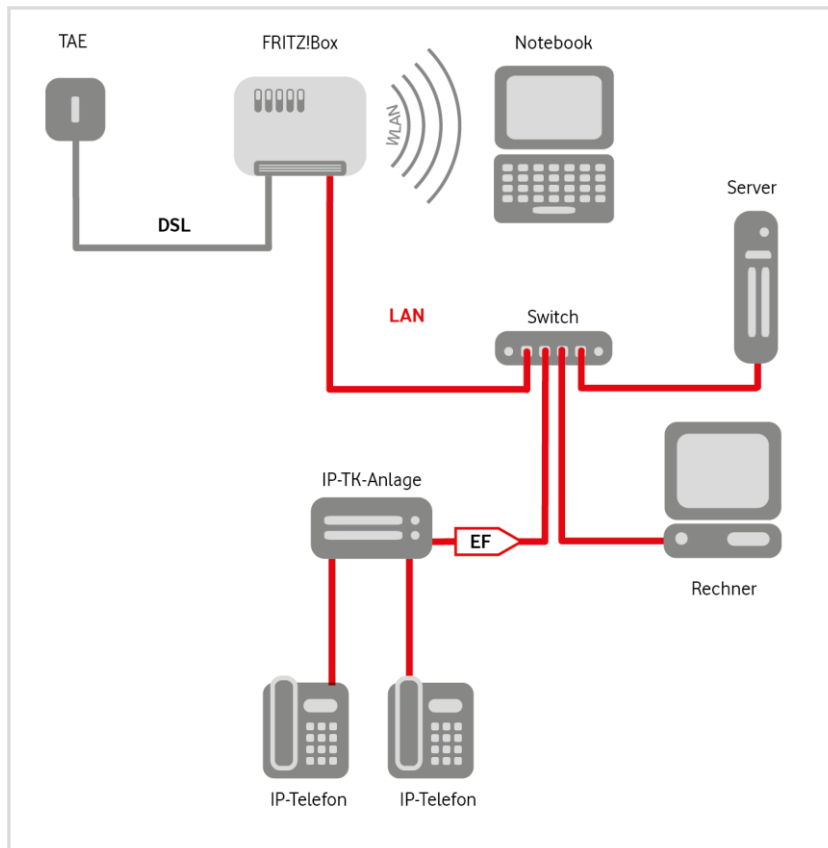 TAE
FRITZ!Box
Notebook
WLAN
Server
DSL
LAN
Switch
IP-TK-Anlage
EF
Rechner
IP-Telefon
IP-Telefon